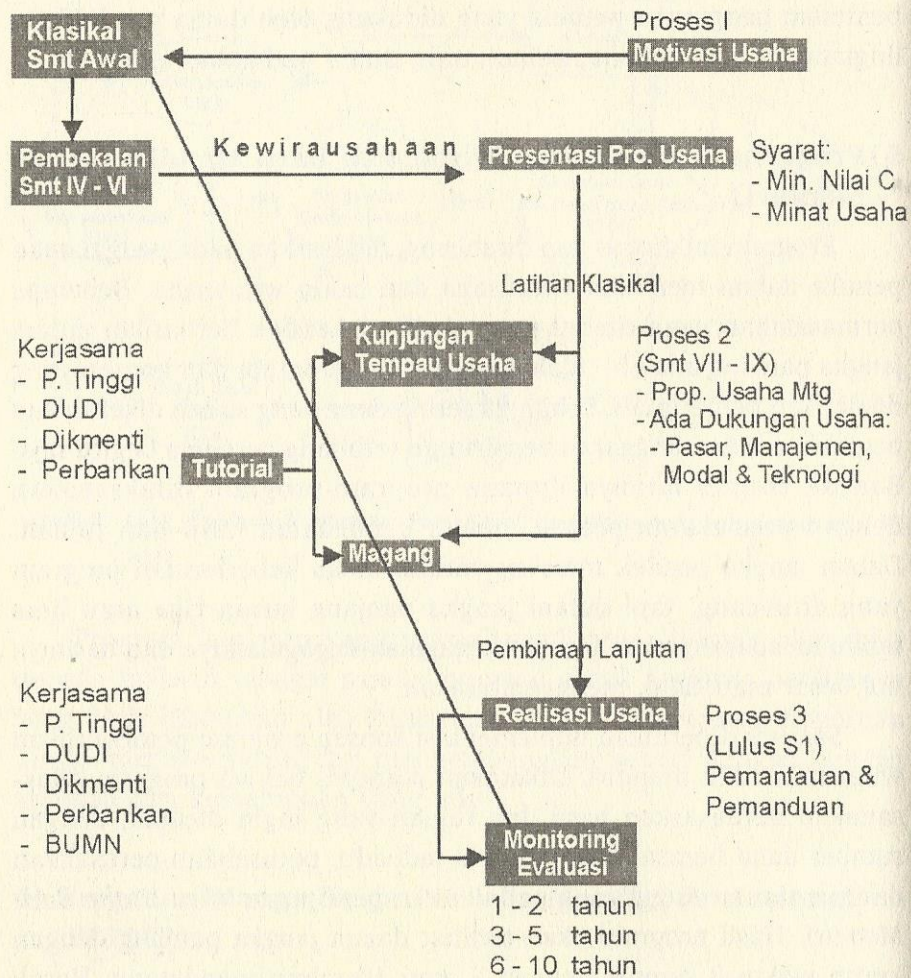 Klasikal
Smt Awal
Proses 1
Motivasi Usaha
Pembekalan
Smt IV - VI
Kewirausahaan
Presentasi Pro. Usaha
Syarat:
- Min. Nilai C
- Minat Usaha
Latihan Klasikal
Kerjasama
- P. Tinggi
- DUDI
- Dikmenti
- Perbankan
Kunjungan
Tempau Usaha
Tutorial
Proses 2
(Smt VII - IX)
- Prop. Usaha Mtg
- Ada Dukungan Usaha:
- Pasar, Manajemen,
Modal & Teknologi
Magang
Pembinaan Lanjutan
Kerjasama
- P. Tinggi
- DUDI
- Dikmenti
- Perbankan
- BUMN
Realisasi Usaha
Proses 3
(Lulus S1)
Pemantauan &
Pemanduan
Monitoring
Evaluasi
1 - 2 tahun
3 - 5 tahun
6 - 10 tahun